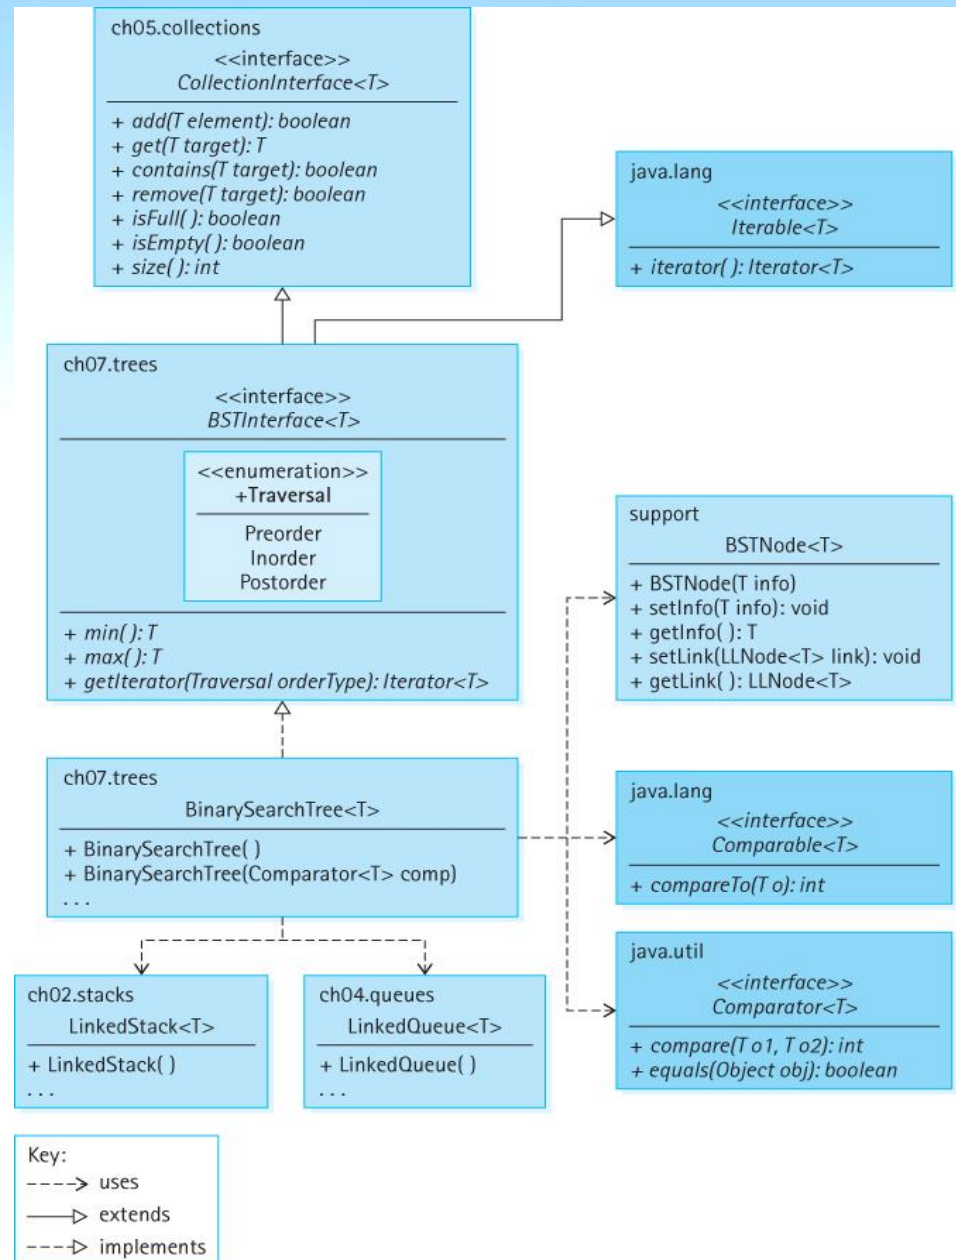 ch05.collections
<<interface>>
CollectionInterface<T>
+ add(T element): boolean
+ get(T target): T
+ contains(T target): boolean
+ remove(T target): boolean
+ isFull( ): boolean
+ isEmpty( ): boolean
+ size( ): int
java.lang
<<interface>>
Iterable<T>
+ iterator( ): Iterator<T>
ch07.trees
<<interface>>
BSTInterface<T>
<<enumeration>>
+Traversal
Preorder
Inorder
Postorder
+ min( ): T
+ max( ): T
+ getIterator(Traversal orderType): Iterator<T>
support
BSTNode<T>
+ BSTNode(T info)
+ setInfo(T info): void
+ getInfo( ): T
+ setLink(LLNode<T> link): void
+ getLink( ): LLNode<T>
ch07.trees
BinarySearchTree<T>
+ BinarySearchTree( )
+ BinarySearchTree(Comparator<T> comp)
. . .
java.lang
<<interface>>
Comparable<T>
+ compareTo(T o): int
java.util
<<interface>>
Comparator<T>
+ compare(T o1, T o2): int
+ equals(Object obj): boolean
ch02.stacks
LinkedStack<T>
+ LinkedStack( )
. . .
ch04.queues
LinkedQueue<T>
+ LinkedQueue( )
. . .
Key:
uses
extends
implements